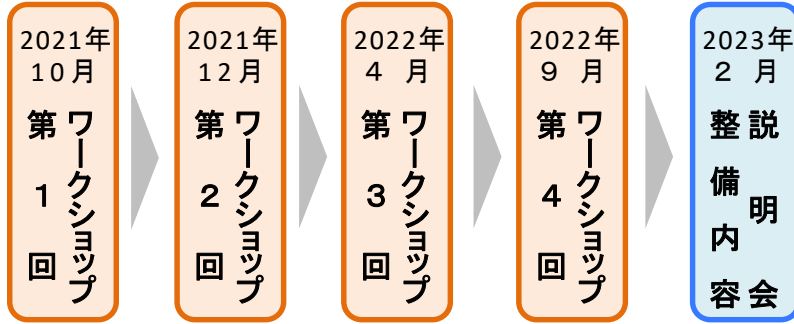 2021年
10月
ワークショップ
第1回
2021年
12月
ワークショップ
第2回
2022年
4月
ワークショップ
第3回
2022年
9月
ワークショップ
第4回
2023年
2月
説明会
整備内容